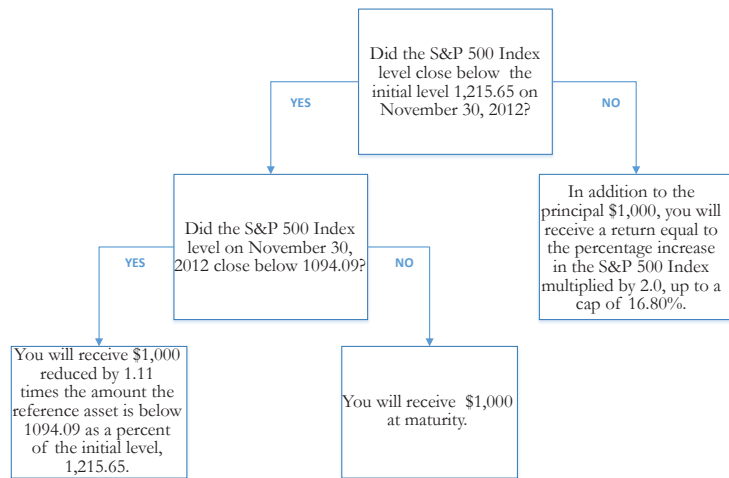 Did the S&P 500 Index
level close below the
initial level 1,215.65 on
November 30, 2012?
YES
NO
Did the S&P 500 Index
level on November 30,
2012 close below 1094.09?
In addition to the
principal $1,000, you will
receive a return equal to
the percentage increase
in the S&P 500 Index
multiplied by 2.0, up to a
cap of 16.80%.
YES
NO
You will receive $1,000
reduced by 1.11
times the amount the
reference asset is below
1094.09 as a percent
of the initial level,
1,215.65.
You will receive $1,000
at maturity.